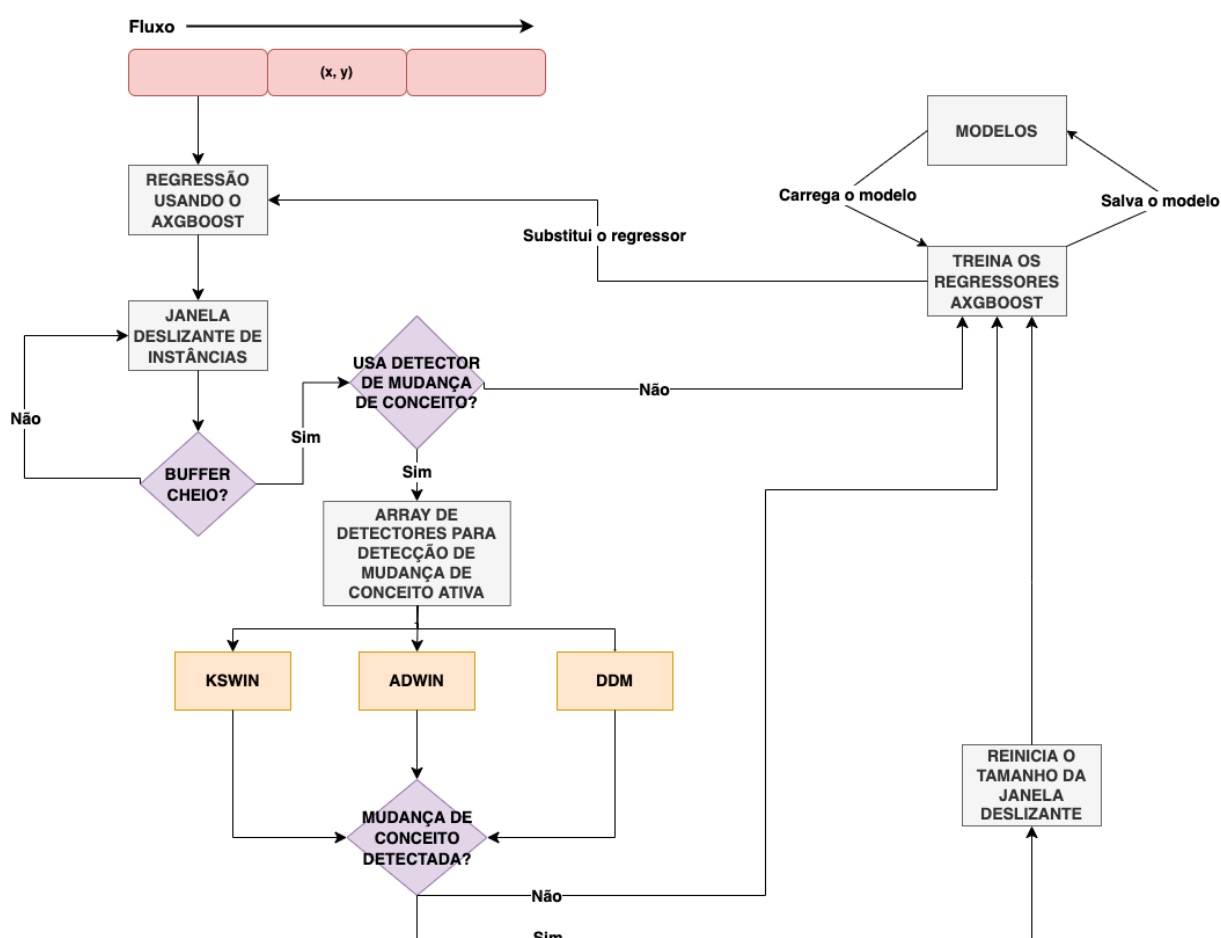 Fluxo
(x, y)
MODELOS
REGRESSÃO
USANDO O
AXGBOOST
Carrega o modelo
Salva o modelo
Substitui o regressor
TREINA OS
REGRESSORES
AXGBOOST
JANELA
DESLIZANTE DE
INSTÂNCIAS
USA DETECTOR
DE MUDANÇA
DE CONCEITO?
Não
Não
Sim
BUFFER
CHEIO?
Sim
ARRAY DE
DETECTORES PARA
DETECÇÃO DE
MUDANÇA DE
CONCEITO ATIVA
KSWIN
ADWIN
DDM
REINICIA O
TAMANHO DA
JANELA
DESLIZANTE
MUDANÇA DE
CONCEITO
DETECTADA?
Não
Sim